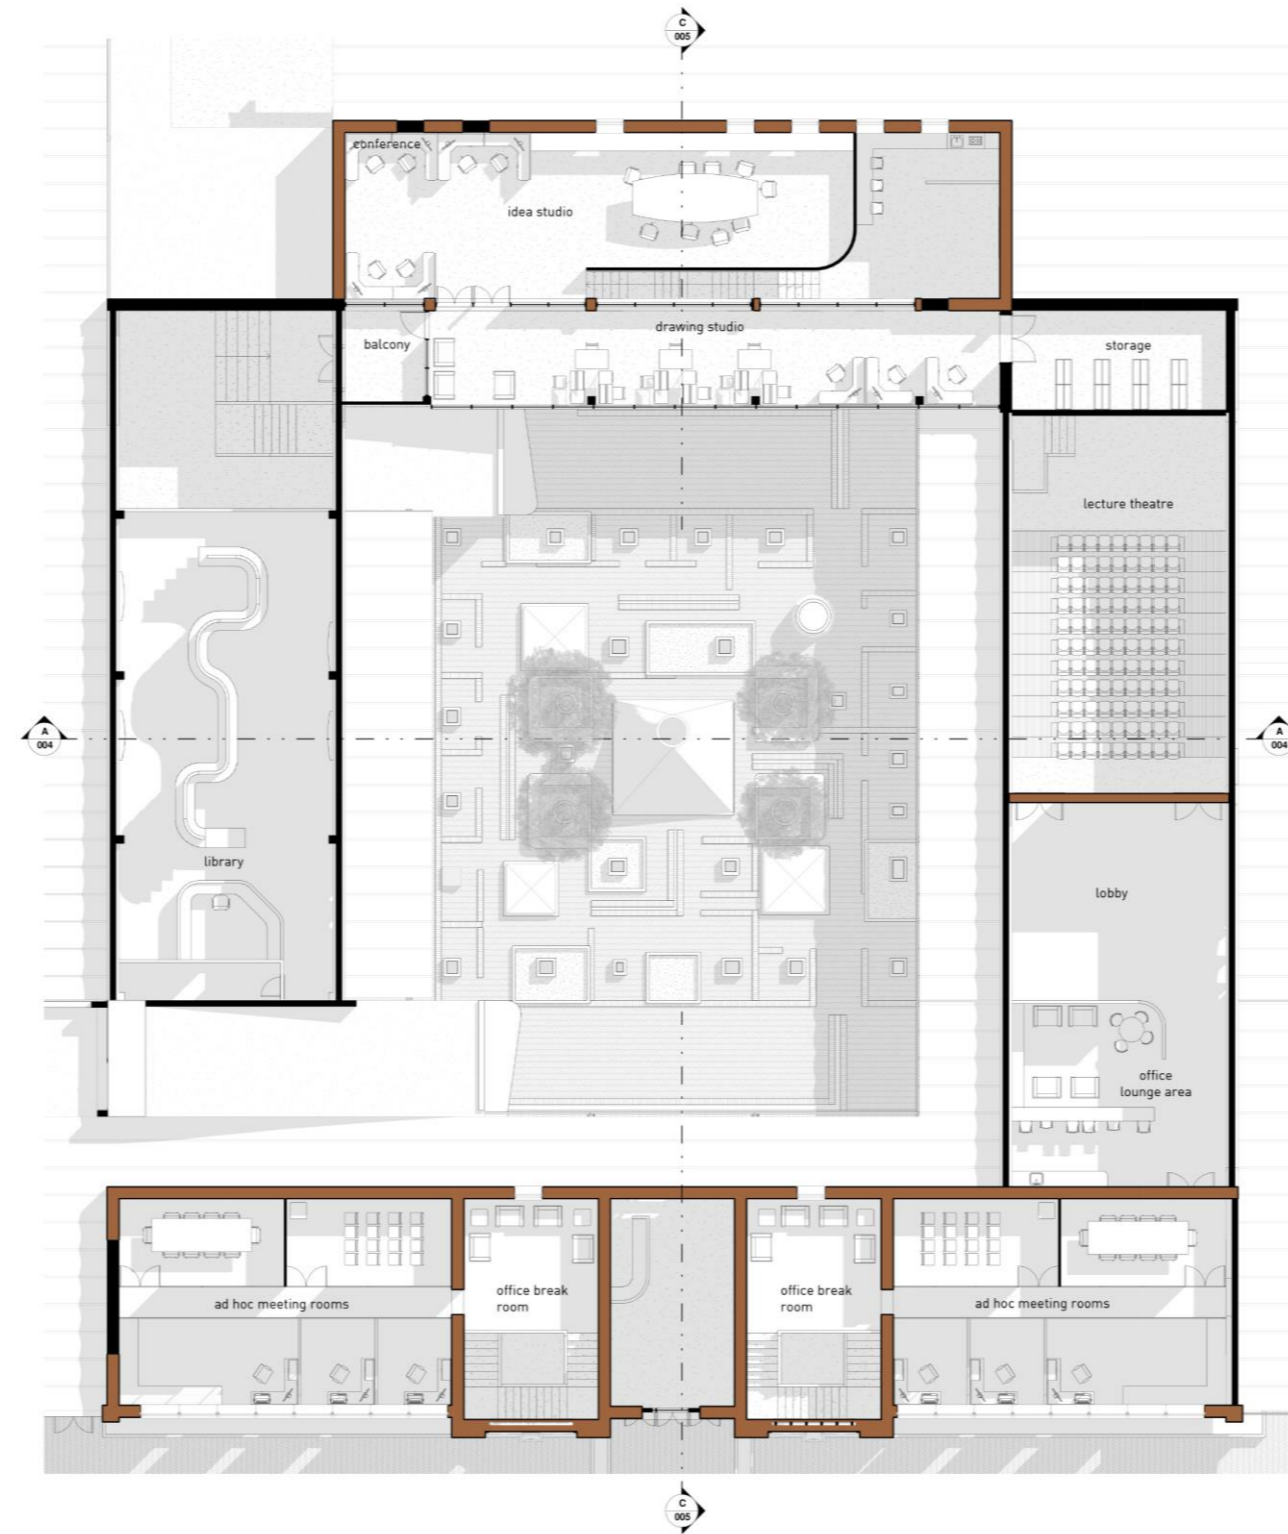 C
005
conference
idea studio
drawing studio
balcony
storage
lecture theatre
A
004
A
004
library
lobby
office
lounge area
office break
room
office break
room
ad hoc meeting rooms
ad hoc meeting rooms
C
005